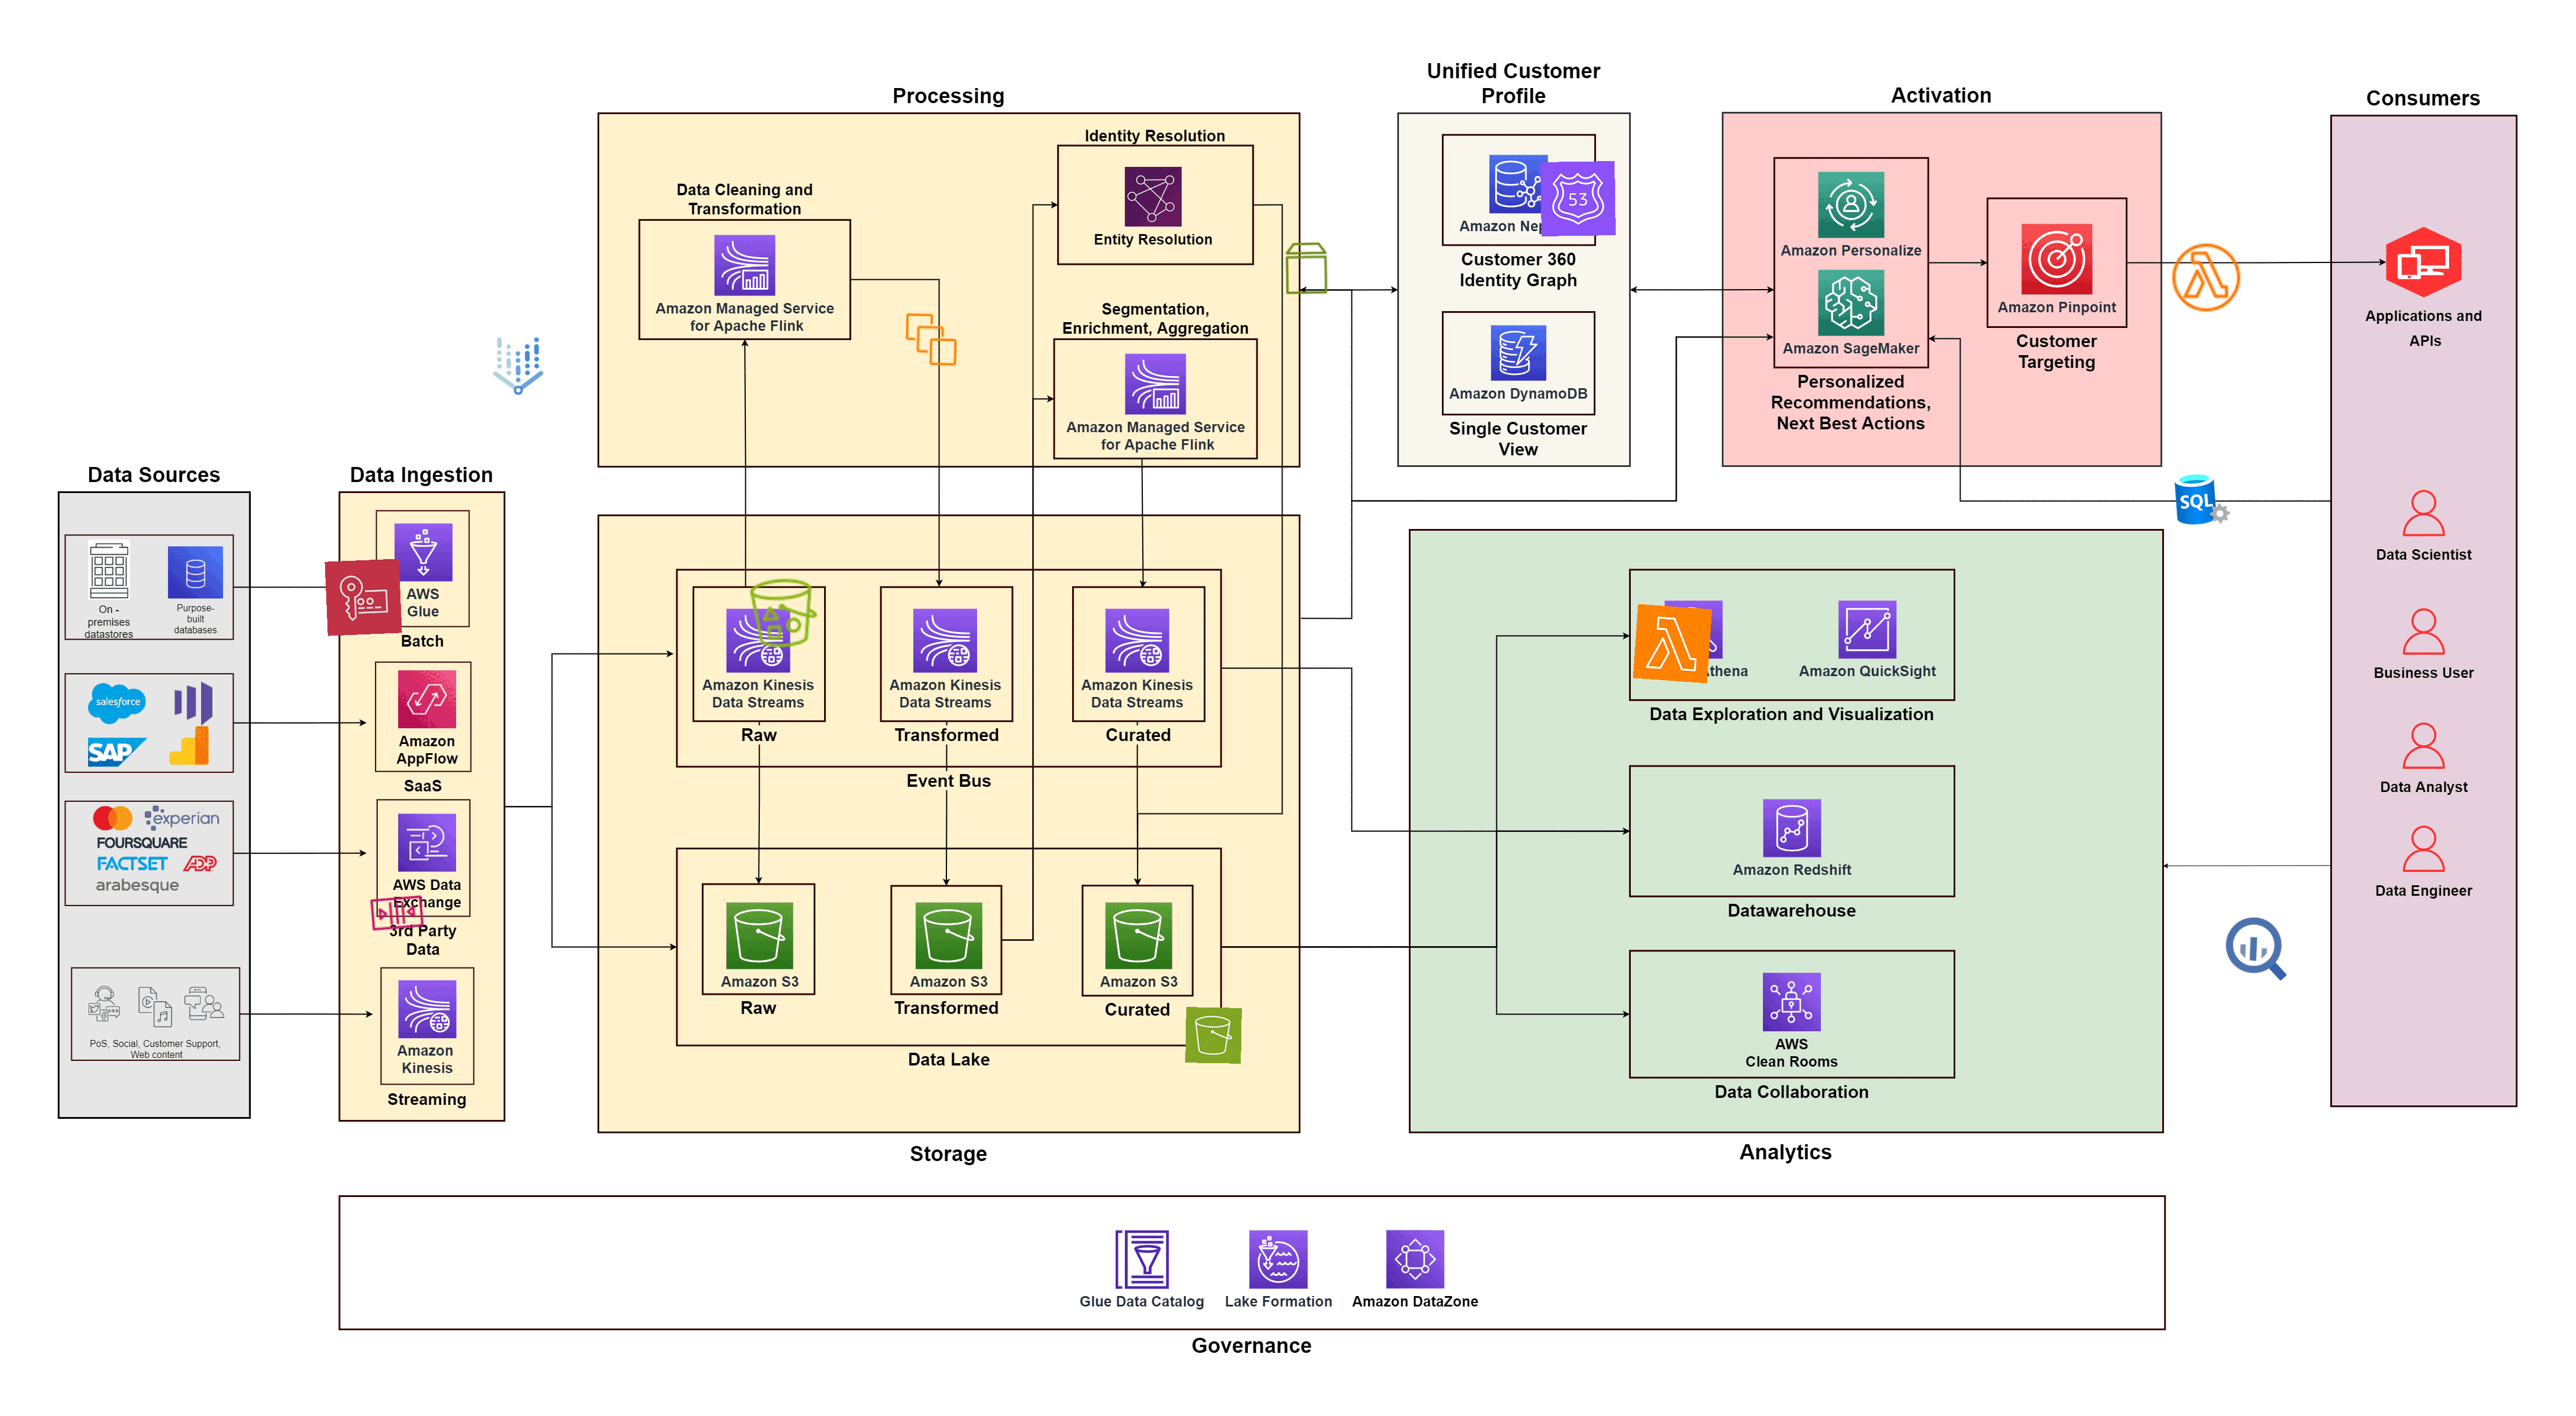 Processing
Unified Customer
Profile
Activation
Consumers
Identity Resolution
Entity Resolution
Data Cleaning and
Transformation
Amazon Managed Service
for Apache Flink
Segmentation,
Enrichment, Aggregation
Amazon Managed Service
for Apache Flink
Amazon
53
Customer 360
Identity Graph
Amazon DynamoDB
Single Customer
View
Amazon Personalize
Amazon SageMaker
Personalized
Recommendations,
Next Best Actions
Amazon Pinpoint
Customer
Targeting
Applications and
APIs
SQL
Data Scientist
Business User
Data Analyst
Data Engineer
Data Sources
On -
premises
datastores
Purpose-
built
databases
salesforce
SAP
experian
FOURSQUARE
FACTSET
ADP
arabesque
PoS, Social, Customer Support,
Web content
Data Ingestion
AWS
Glue
Batch
Amazon
AppFlow
SaaS
AWS Data
Exchange
3rd Party
Data
Amazon
Kinesis
Streaming
Amazon Kinesis
Data Streams
Raw
Amazon Kinesis
Data Streams
Transformed
Amazon Kinesis
Data Streams
Curated
Event Bus
Amazon S3
Raw
Amazon S3
Transformed
Amazon S3
Curated
Data Lake
Storage
Amazon QuickSight
Data Exploration and Visualization
Amazon Redshift
Datawarehouse
AWS
Clean Rooms
Data Collaboration
Analytics
Glue Data Catalog
Lake Formation
Amazon DataZone
Governance